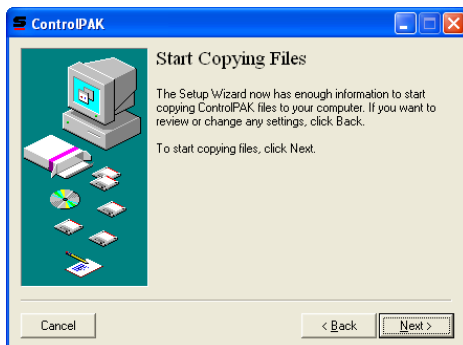 ControlPAK
Start Copying Files
The Setup Wizard now has enough information to start
copying ControlPAK files to your computer. If you want to
review or change any settings, click Back.
To start copying files, click Next.
Cancel
< Back
Next >